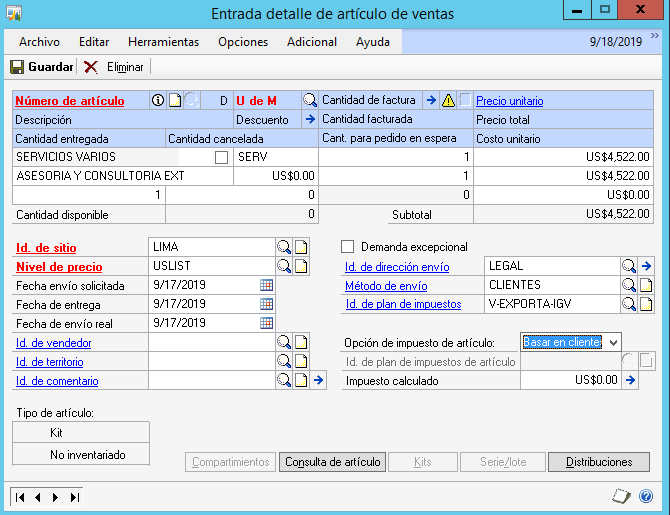 Entrada detalle de artículo de ventas
Archivo Editar Herramientas Opciones Adicional Ayuda 9/18/2019
Guardar Eliminar
Número de artículo D U de M Cantidad de factura Precio unitario
Descripción Descuento Cantidad facturada Precio total
Cantidad entregada Cantidad cancelada Cant. para pedido en espera Costo unitario
SERVICIOS VARIOS SERV 1 US$4,522.00
ASESORIA Y CONSULTORIA EXT US$0.00 1 US$4,522.00
1 0 0 US$0.00
Cantidad disponible 0 Subtotal US$4,522.00
Id. de sitio LIMA Demanda excepcional
Nivel de precio USLIST Id. de dirección envío LEGAL
Fecha envío solicitada 9/17/2019 Método de envío CLIENTES
Fecha de entrega 9/17/2019 Id. de plan de impuestos V-EXPORTA-IGV
Fecha de envío real 9/17/2019
Id. de vendedor Opción de impuesto de artículo: Basar en cliente
Id. de territorio Id. de plan de impuestos de artículo
Id. de comentario Impuesto calculado US$0.00
Tipo de artículo:
Kit
No inventariado
Compartimientos Consulta de artículo Kits Serie/lote Distribuciones